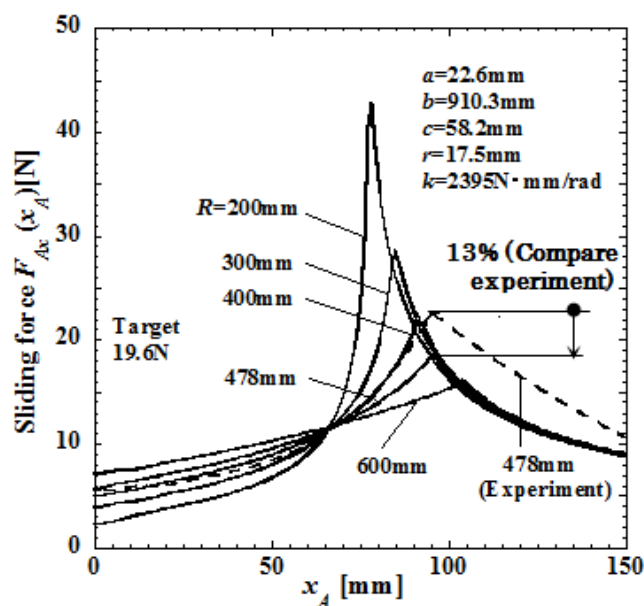 50
40
30
20
10
0
Sliding force F_Ax (x_A)[N]
a=22.6mm
b=910.3mm
c=58.2mm
r=17.5mm
k=2395N・mm/rad
R=200mm
300mm
400mm
13% (Compare
experiment)
Target
19.6N
478mm
600mm
478mm
(Experiment)
0
50
100
150
x_A [mm]